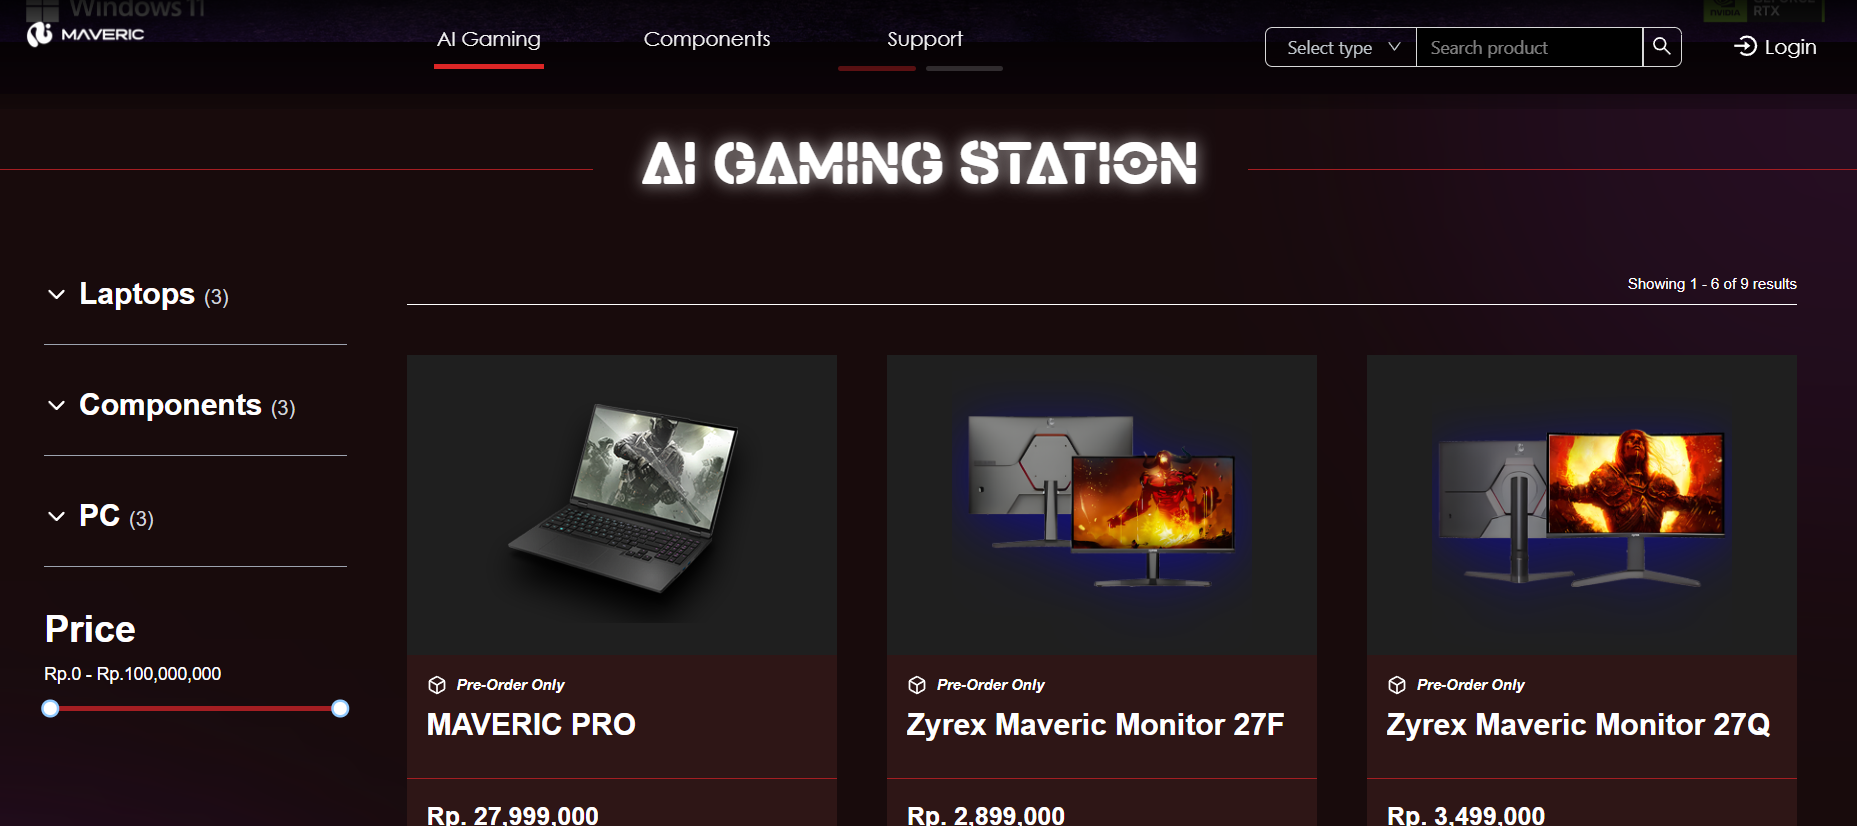 Windows 11
GEFORCE
NVIDIA RTX
MAVERIC
AI Gaming
Components
Support
Select type
Search product
Login
AI GAMING STATION
Showing 1 - 6 of 9 results
Laptops (3)
Components (3)
PC (3)
Price
Rp.0 - Rp.100,000,000
Pre-Order Only
MAVERIC PRO
Rp. 27,999,000
Pre-Order Only
Zyrex Maveric Monitor 27F
Rp. 2,899,000
Pre-Order Only
Zyrex Maveric Monitor 27Q
Rp. 3,499,000